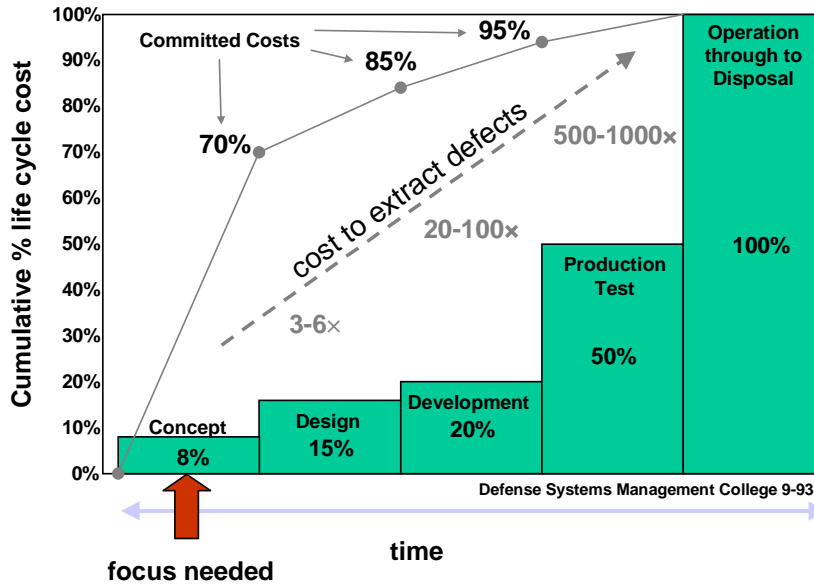 Cumulative % life cycle cost
100%
90%
80%
70%
60%
50%
40%
30%
20%
10%
0%
Committed Costs
70%
85%
95%
cost to extract defects
3-6×
20-100×
500-1000×
Concept
8%
Design
15%
Development
20%
Production
Test
50%
Operation
through to
Disposal
100%
Defense Systems Management College 9-93
time
focus needed